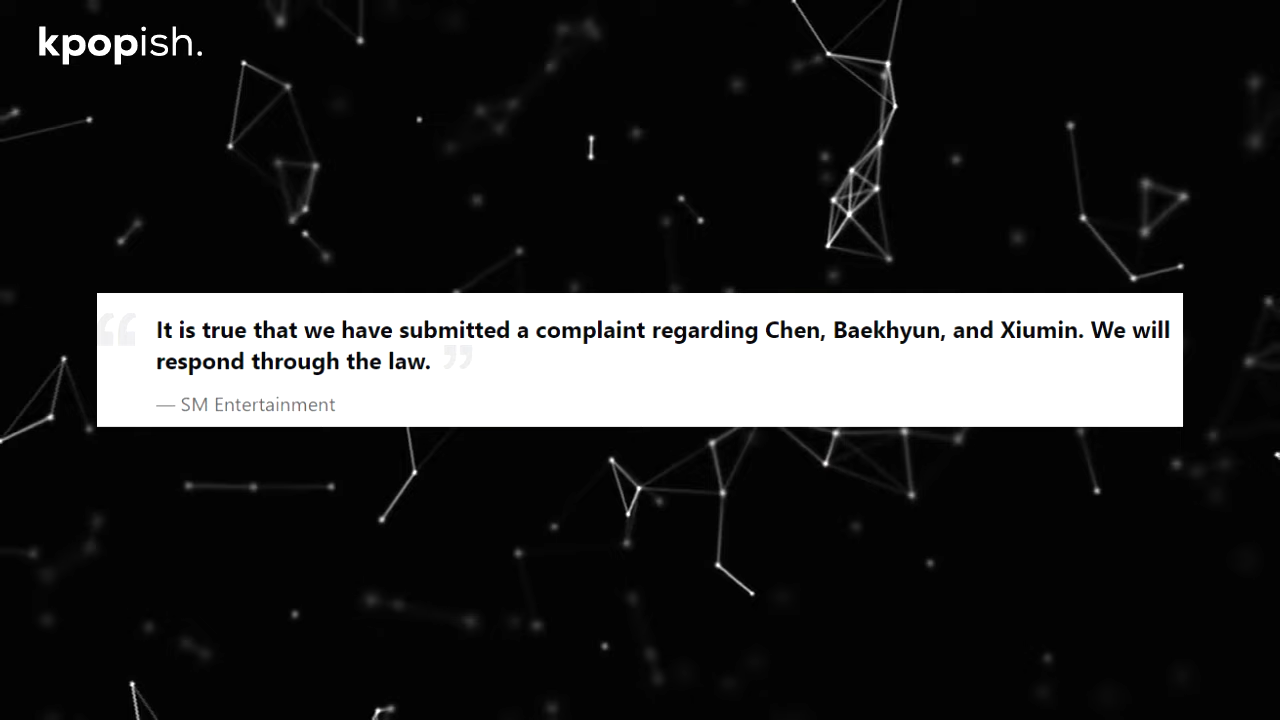 kpopish.
“ It is true that we have submitted a complaint regarding Chen, Baekhyun, and Xiumin. We will
respond through the law. ”
— SM Entertainment